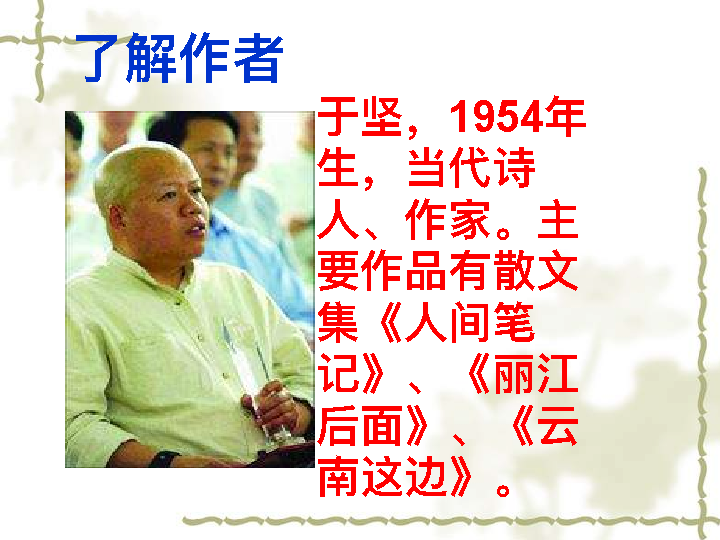 了解作者
于坚，1954年
生，当代诗
人、作家。主
要作品有散文
集《人间笔
记》、《丽江
后面》、《云
南这边》。